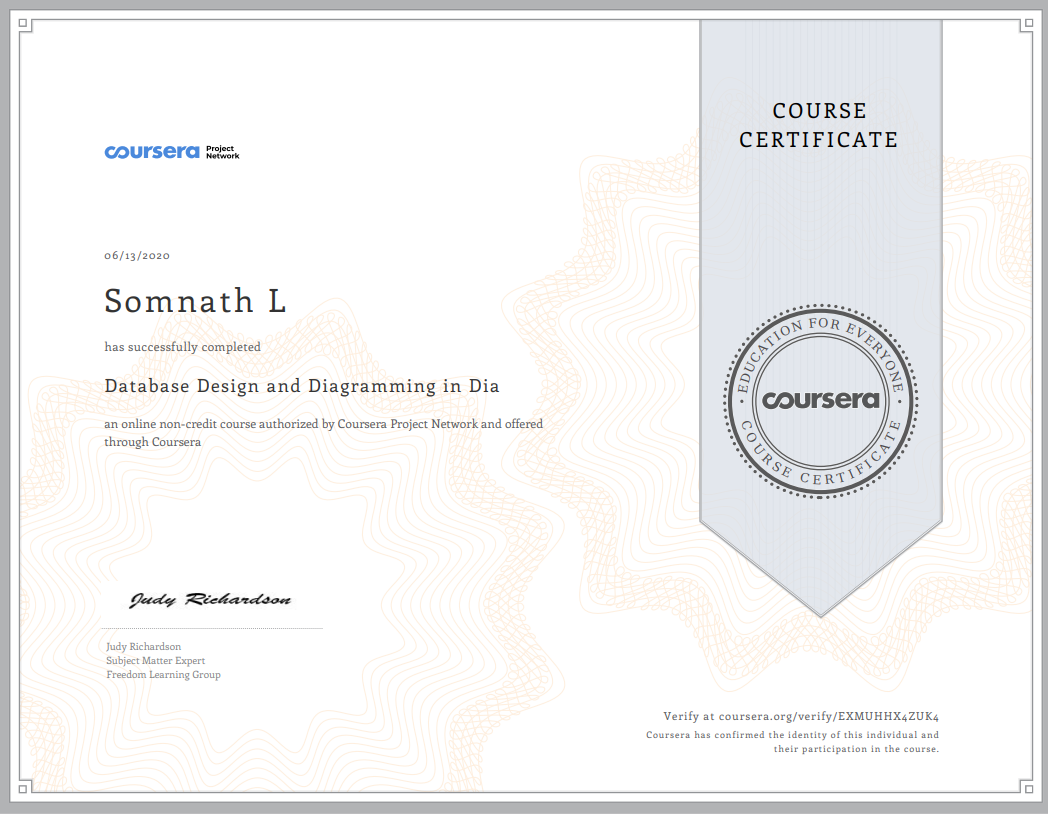 COURSE
CERTIFICATE
coursera Project
Network
06/13/2020
Somnath L
has successfully completed
Database Design and Diagramming in Dia
an online non-credit course authorized by Coursera Project Network and offered
through Coursera
EDUCATION FOR EVERYONE
coursera
COURSE CERTIFICATE
Judy Richardson
Judy Richardson
Subject Matter Expert
Freedom Learning Group
Verify at coursera.org/verify/EXMUHHX4ZUK4
Coursera has confirmed the identity of this individual and
their participation in the course.